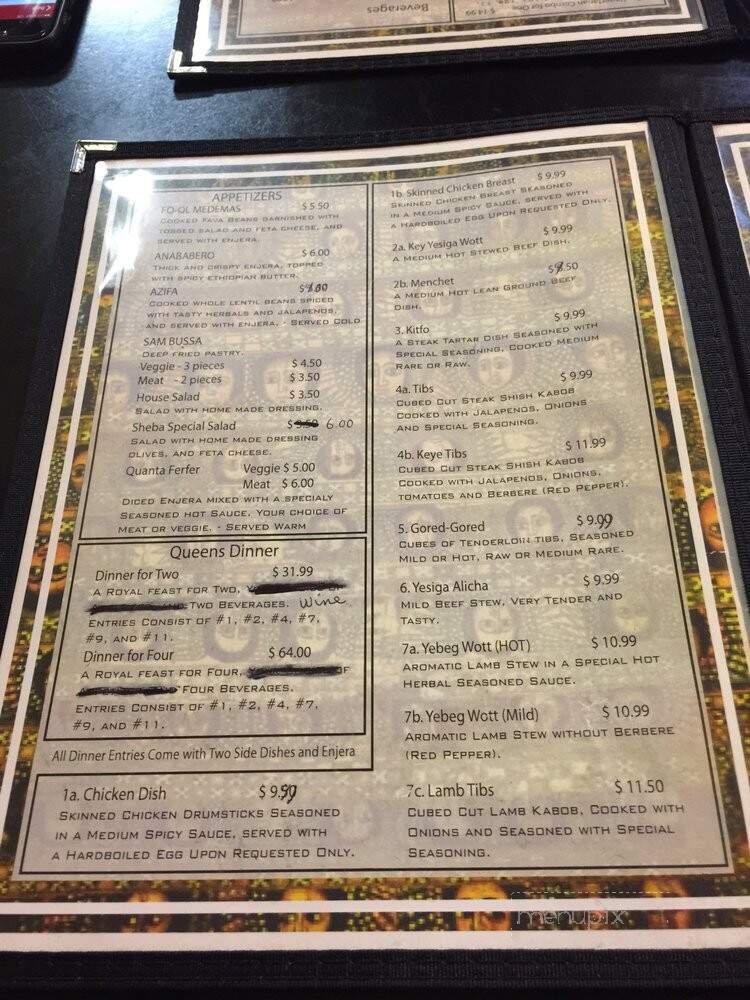 Beverages
$14.99
APPETIZERS
FO-OL MEDEMAS $ 5.50
COOKED FAVA BEANS GARNISHED WITH
TOSSED SALAD AND FETA CHEESE, AND
SERVED WITH ENJERA.
ANABABERO $ 6.00
THICK AND CRISPY ENJERA, TOPPED
WITH SPICY ETHIOPIAN BUTTER.
AZIFA
COOKED WHOLE LENTIL BEANS SPICED
WITH TASTY HERBALS AND JALAPENOS,
AND SERVED WITH ENJERA, - SERVED COLD
SAM BUSSA
DEEP FRIED PASTRY.
Veggie - 3 pieces $ 4.50
Meat - 2 pieces $ 3.50
House Salad $ 3.50
SALAD WITH HOME MADE DRESSING.
Sheba Special Salad 6.00
SALAD WITH HOME MADE DRESSING
OLIVES, AND FETA CHEESE.
Quanta Ferfer Veggie $ 5.00
Meat $ 6.00
DICED ENJERA MIXED WITH A SPECIALY
SEASONED HOT SAUCE, YOUR CHOICE OF
MEAT OR VEGGIE. - SERVED WARM
Queens Dinner
Dinner for Two $ 31.99
A ROYAL FEAST FOR TWO,
TWO BEVERAGES. Wine
ENTRIES CONSIST OF #1, #2, #4, #7,
#9, AND #11.
Dinner for Four $ 64.00
A ROYAL FEAST FOR FOUR,
FOUR BEVERAGES.
ENTRIES CONSIST OF #1, #2, #4, #7,
#9, AND #11.
All Dinner Entries Come with Two Side Dishes and Enjera
1a. Chicken Dish $ 9.99
SKINNED CHICKEN DRUMSTICKS SEASONED
IN A MEDIUM SPICY SAUCE, SERVED WITH
A HARDBOILED EGG UPON REQUESTED ONLY.
1b. Skinned Chicken Breast $ 9.99
SKINNED CHICKEN BREAST SEASONED
IN A MEDIUM SPICY SAUCE, SERVED WITH
A HARDBOILED EGG UPON REQUESTED ONLY.
2a. Key Yesiga Wott $ 9.99
A MEDIUM HOT STEWED BEEF DISH.
2b. Menchet
A MEDIUM HOT LEAN GROUND BEEF
DISH.
3. Kitfo $ 9.99
A STEAK TARTAR DISH SEASONED WITH
SPECIAL SEASONING, COOKED MEDIUM
RARE OR RAW.
4a. Tibs $ 9.99
CUBED CUT STEAK SHISH KABOB
COOKED WITH JALAPENOS, ONIONS
AND SPECIAL SEASONING.
4b. Keye Tibs $ 11.99
CUBED CUT STEAK SHISH KABOB
COOKED WITH JALAPENOS, ONIONS,
TOMATOES AND BERBERE (RED PEPPER).
5. Gored-Gored $ 9.99
CUBES OF TENDERLOIN TIBS, SEASONED
MILD OR HOT, RAW OR MEDIUM RARE.
6. Yesiga Alicha $ 9.99
MILD BEEF STEW, VERY TENDER AND
TASTY.
7a. Yebeg Wott (HOT) $ 10.99
AROMATIC LAMB STEW IN A SPECIAL HOT
HERBAL SEASONED SAUCE.
7b. Yebeg Wott (Mild) $ 10.99
AROMATIC LAMB STEW WITHOUT BERBERE
(RED PEPPER).
7c. Lamb Tibs $ 11.50
CUBED CUT LAMB KABOB, COOKED WITH
ONIONS AND SEASONED WITH SPECIAL
SEASONING.
menupix